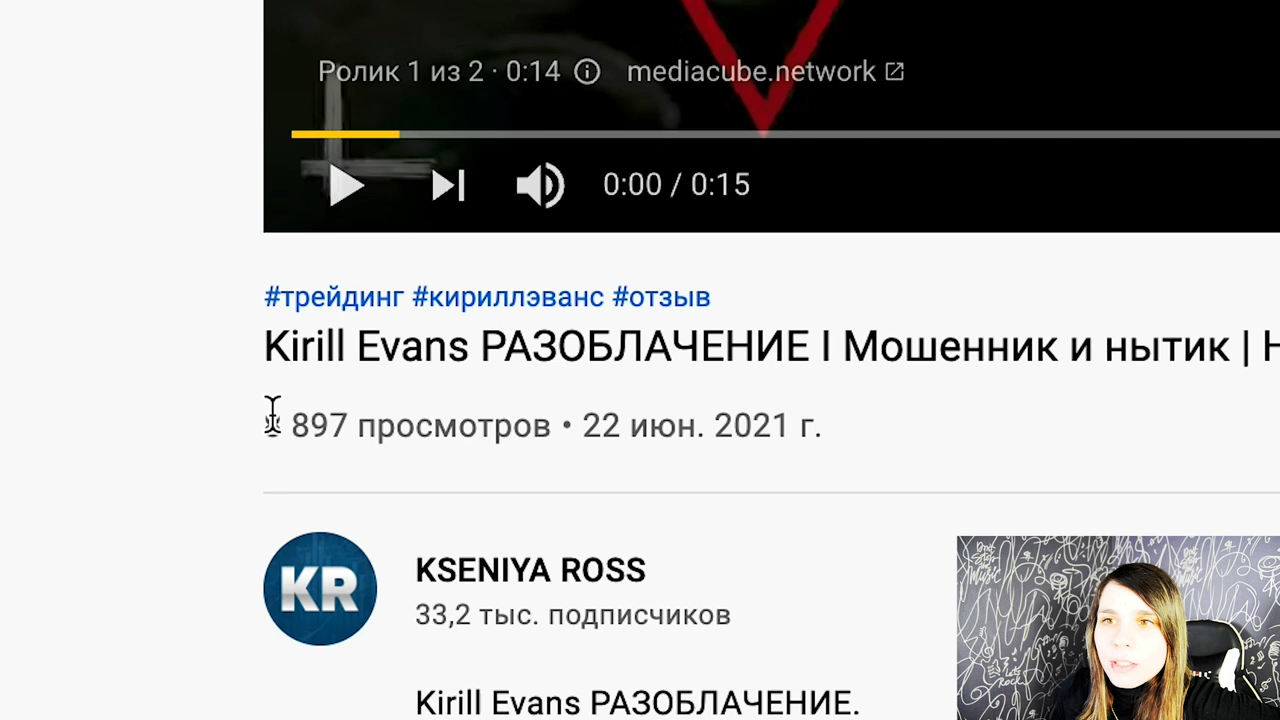 Ролик 1 из 2 · 0:14 mediacube.network
0:00 / 0:15
#трейдинг #кириллэванс #отзыв
Kirill Evans РАЗОБЛАЧЕНИЕ I Мошенник и нытик | Н
897 просмотров • 22 июн. 2021 г.
KR
KSENIYA ROSS
33,2 тыс. подписчиков
Kirill Evans РАЗОБЛАЧЕНИЕ.